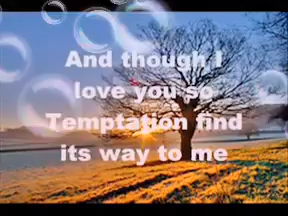 And though I
love you so
Temptation find
its way to me